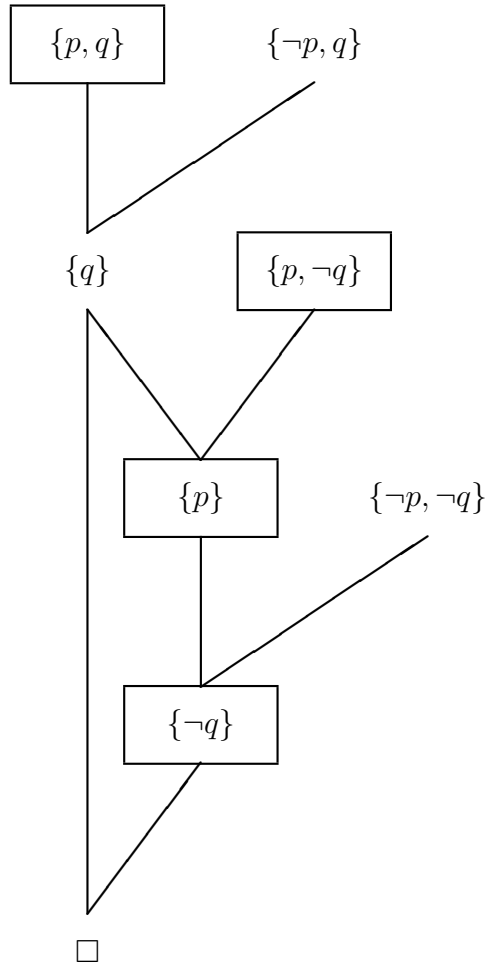 {p, q}
{¬p, q}
{q}
{p, ¬q}
{p}
{¬p, ¬q}
{¬q}
□